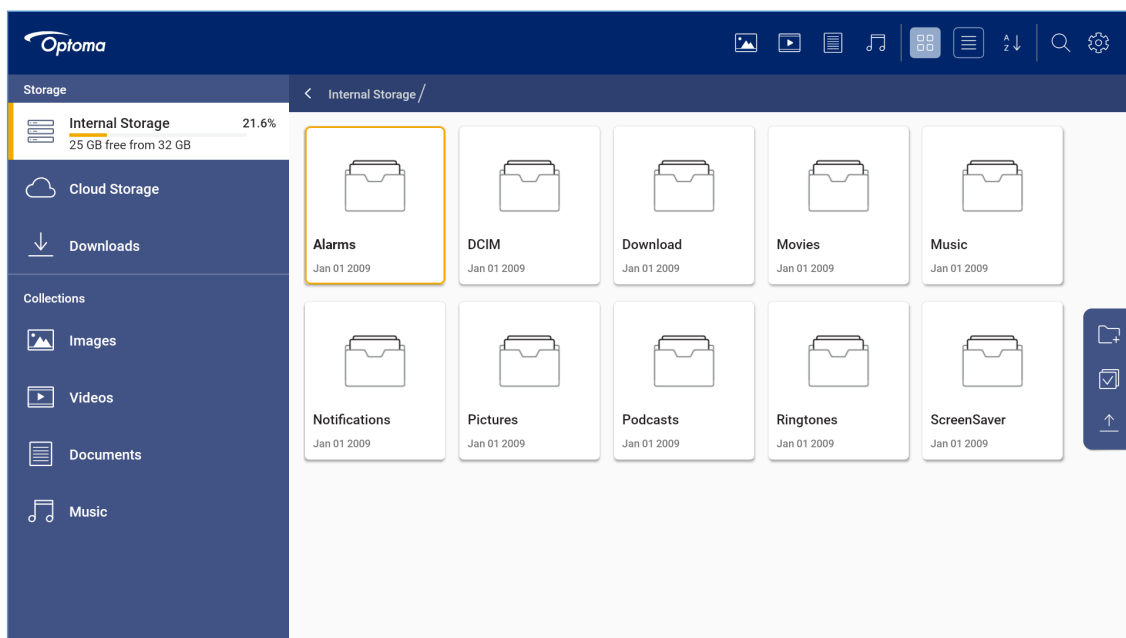 Optoma
A
Z
Storage
Internal Storage 21.6%
25 GB free from 32 GB
Cloud Storage
Downloads
Collections
Images
Videos
Documents
Music
Internal Storage /
Alarms
Jan 01 2009
DCIM
Jan 01 2009
Download
Jan 01 2009
Movies
Jan 01 2009
Music
Jan 01 2009
Notifications
Jan 01 2009
Pictures
Jan 01 2009
Podcasts
Jan 01 2009
Ringtones
Jan 01 2009
ScreenSaver
Jan 01 2009